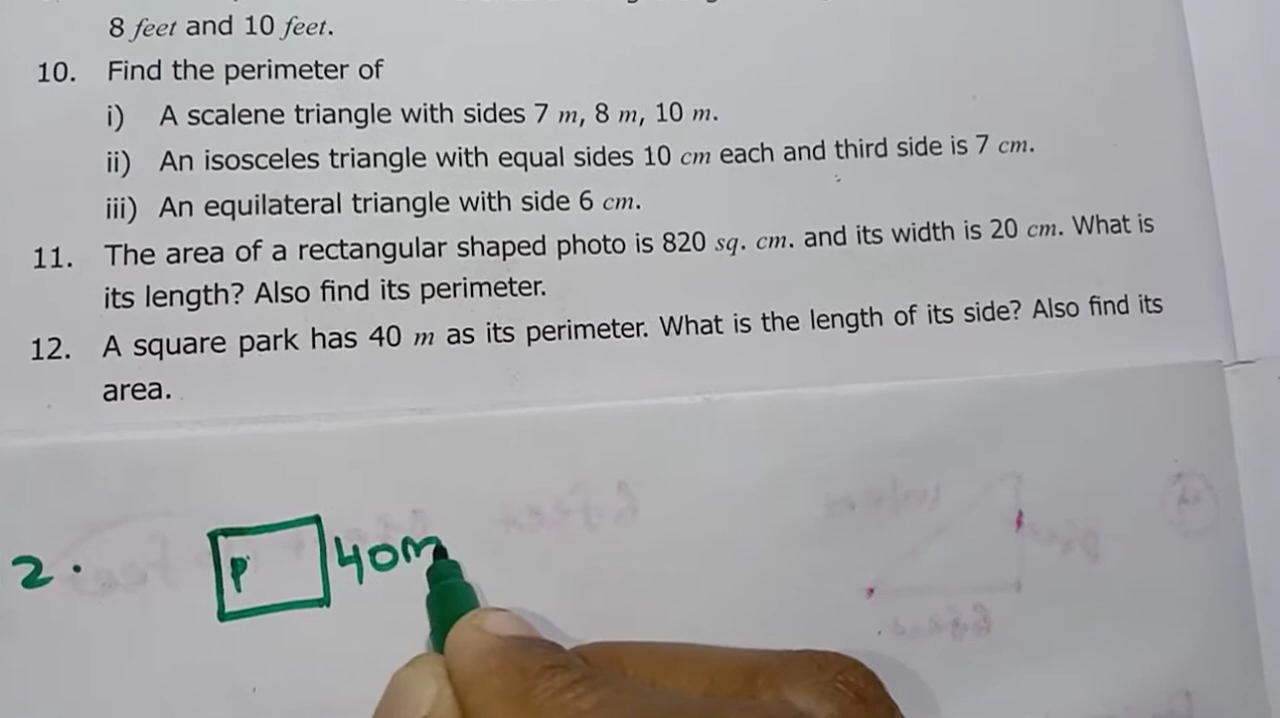 8 feet and 10 feet.
10. Find the perimeter of
i) A scalene triangle with sides 7 m, 8 m, 10 m.
ii) An isosceles triangle with equal sides 10 cm each and third side is 7 cm.
iii) An equilateral triangle with side 6 cm.
11. The area of a rectangular shaped photo is 820 sq. cm. and its width is 20 cm. What is
its length? Also find its perimeter.
12. A square park has 40 m as its perimeter. What is the length of its side? Also find its
area.
2. P 40m